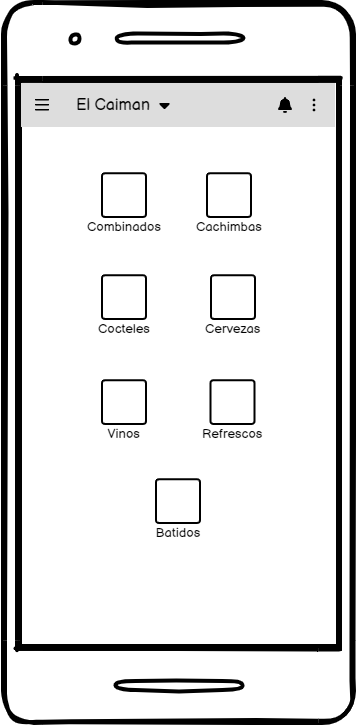 El Caiman
Combinados Cachimbas
Cocteles Cervezas
Vinos Refrescos
Batidos